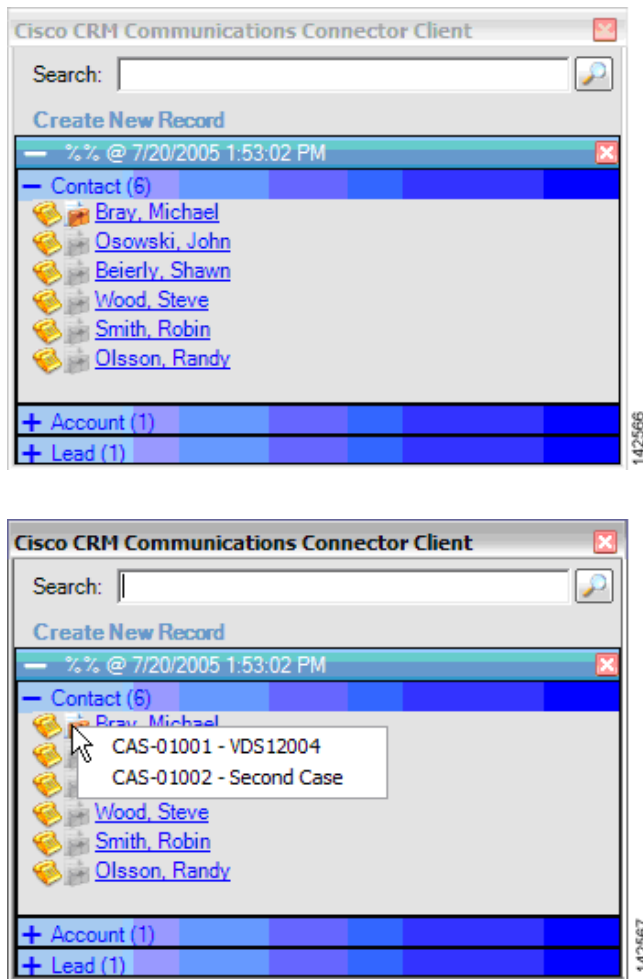 Cisco CRM Communications Connector Client
Search:
Create New Record
%% @ 7/20/2005 1:53:02 PM
Contact (6)
Bray, Michael
Osowski, John
Beierly, Shawn
Wood, Steve
Smith, Robin
Olsson, Randy
+ Account (1)
+ Lead (1)
142566
Cisco CRM Communications Connector Client
Search:
Create New Record
%% @ 7/20/2005 1:53:02 PM
Contact (6)
Bray, Michael
CAS-01001 - VDS12004
CAS-01002 - Second Case
Wood, Steve
Smith, Robin
Olsson, Randy
+ Account (1)
+ Lead (1)
142567